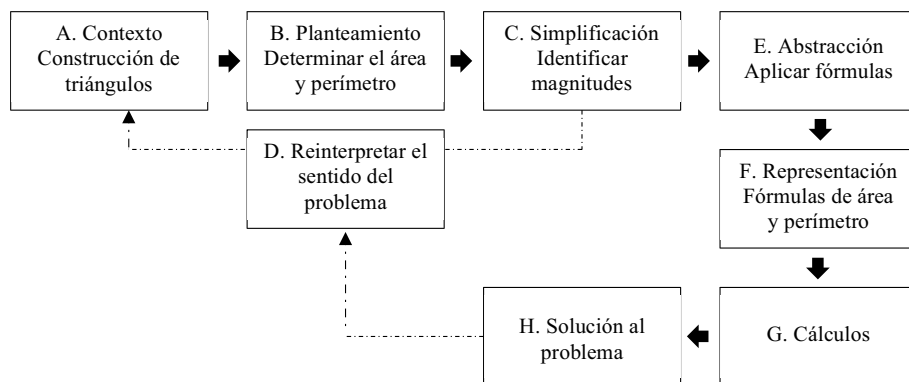 A. Contexto
Construcción de
triángulos
B. Planteamiento
Determinar el área
y perímetro
C. Simplificación
Identificar
magnitudes
E. Abstracción
Aplicar fórmulas
D. Reinterpretar el
sentido del
problema
F. Representación
Fórmulas de área
y perímetro
H. Solución al
problema
G. Cálculos